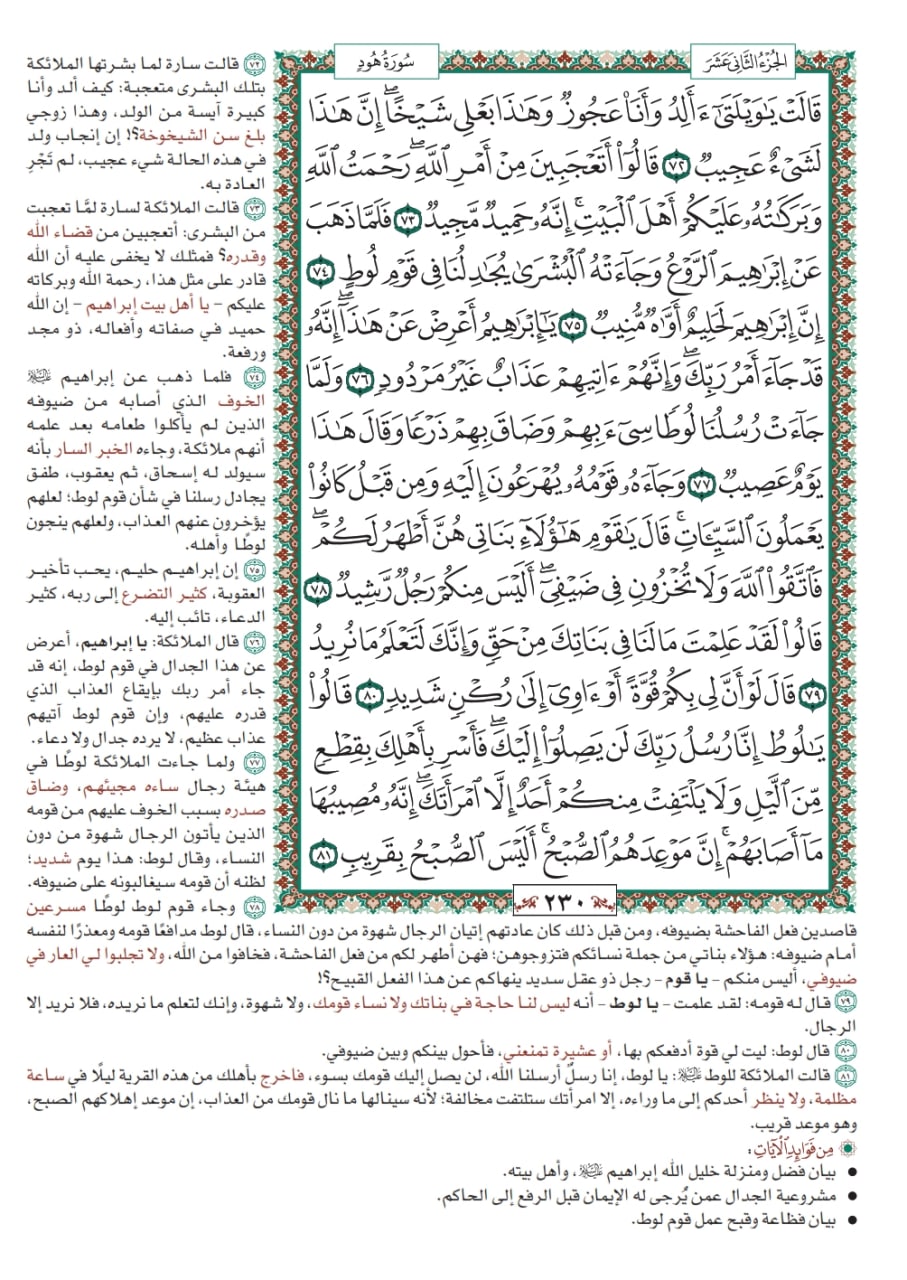 الجُزْءُ الثَّانِي عَشَرَ
سُورَةُ هُودٍ
قَالَتْ يَٰوَيْلَتَىٰٓ ءَأَلِدُ وَأَنَا۠ عَجُوزٌ وَهَٰذَا بَعْلِى شَيْخًا ۖ إِنَّ هَٰذَا
لَشَىْءٌ عَجِيبٌ ٧٢ قَالُوٓا۟ أَتَعْجَبِينَ مِنْ أَمْرِ ٱللَّهِ ۖ رَحْمَتُ ٱللَّهِ
وَبَرَكَٰتُهُۥ عَلَيْكُمْ أَهْلَ ٱلْبَيْتِ ۚ إِنَّهُۥ حَمِيدٌ مَّجِيدٌ ٧٣ فَلَمَّا ذَهَبَ
عَنْ إِبْرَٰهِيمَ ٱلرَّوْعُ وَجَآءَتْهُ ٱلْبُشْرَىٰ يُجَٰدِلُنَا فِى قَوْمِ لُوطٍ ٧٤
إِنَّ إِبْرَٰهِيمَ لَحَلِيمٌ أَوَّٰهٌ مُّنِيبٌ ٧٥ يَٰٓإِبْرَٰهِيمُ أَعْرِضْ عَنْ هَٰذَآ ۖ إِنَّهُۥ
قَدْ جَآءَ أَمْرُ رَبِّكَ ۖ وَإِنَّهُمْ ءَاتِيهِمْ عَذَابٌ غَيْرُ مَرْدُودٍ ٧٦ وَلَمَّا
جَآءَتْ رُسُلُنَا لُوطًا سِىٓءَ بِهِمْ وَضَاقَ بِهِمْ ذَرْعًا وَقَالَ هَٰذَا
يَوْمٌ عَصِيبٌ ٧٧ وَجَآءَهُۥ قَوْمُهُۥ يُهْرَعُونَ إِلَيْهِ وَمِن قَبْلُ كَانُوا۟
يَعْمَلُونَ ٱلسَّيِّـَٔاتِ ۚ قَالَ يَٰقَوْمِ هَٰٓؤُلَآءِ بَنَاتِى هُنَّ أَطْهَرُ لَكُمْ ۖ
فَٱتَّقُوا۟ ٱللَّهَ وَلَا تُخْزُونِ فِى ضَيْفِىٓ ۖ أَلَيْسَ مِنكُمْ رَجُلٌ رَّشِيدٌ ٧٨
قَالُوا۟ لَقَدْ عَلِمْتَ مَا لَنَا فِى بَنَاتِكَ مِنْ حَقٍّ وَإِنَّكَ لَتَعْلَمُ مَا نُرِيدُ
٧٩ قَالَ لَوْ أَنَّ لِى بِكُمْ قُوَّةً أَوْ ءَاوِىٓ إِلَىٰ رُكْنٍ شَدِيدٍ ٨٠ قَالُوا۟
يَٰلُوطُ إِنَّا رُسُلُ رَبِّكَ لَن يَصِلُوٓا۟ إِلَيْكَ ۖ فَأَسْرِ بِأَهْلِكَ بِقِطْعٍ
مِّنَ ٱلَّيْلِ وَلَا يَلْتَفِتْ مِنكُمْ أَحَدٌ إِلَّا ٱمْرَأَتَكَ ۖ إِنَّهُۥ مُصِيبُهَا
مَآ أَصَابَهُمْ ۚ إِنَّ مَوْعِدَهُمُ ٱلصُّبْحُ ۚ أَلَيْسَ ٱلصُّبْحُ بِقَرِيبٍ ٨١
٢٣٠
٧٢ قالت سارة لما بشرتها الملائكة
بتلك البشرى متعجبة: كيف ألد وأنا
كبيرة آيسة من الولد، وهذا زوجي
بلغ سن الشيخوخة؟! إن إنجاب ولد
في هذه الحالة شيء عجيب، لم تَجْرِ
العادة به.
٧٣ قالت الملائكة لسارة لمَّا تعجبت
من البشرى: أتعجبين من قضاء الله
وقدره؟ فمثلك لا يخفى عليه أن الله
قادر على مثل هذا، رحمة الله وبركاته
عليكم – يا أهل بيت إبراهيم – إن الله
حميد في صفاته وأفعاله، ذو مجد
ورفعة.
٧٤ فلما ذهب عن إبراهيم ﷺ
الخوف الذي أصابه من ضيوفه
الذين لم يأكلوا طعامه بعد علمه
أنهم ملائكة، وجاءه الخبر السار بأنه
سيولد له إسحاق، ثم يعقوب، طفق
يجادل رسلنا في شأن قوم لوط؛ لعلهم
يؤخرون عنهم العذاب، ولعلهم ينجون
لوطًا وأهله.
٧٥ إن إبراهيم حليم، يحب تأخير
العقوبة، كثير التضرع إلى ربه، كثير
الدعاء، تائب إليه.
٧٦ قال الملائكة: يا إبراهيم، أعرض
عن هذا الجدال في قوم لوط، إنه قد
جاء أمر ربك بإيقاع العذاب الذي
قدره عليهم، وإن قوم لوط آتيهم
عذاب عظيم، لا يرده جدال ولا دعاء.
٧٧ ولما جاءت الملائكة لوطًا في
هيئة رجال ساءه مجيئهم، وضاق
صدره بسبب الخوف عليهم من قومه
الذين يأتون الرجال شهوة من دون
النساء، وقال لوط: هذا يوم شديد؛
لظنه أن قومه سيغالبونه على ضيوفه.
٧٨ وجاء قوم لوط لوطًا مسرعين
قاصدين فعل الفاحشة بضيوفه، ومن قبل ذلك كان عادتهم إتيان الرجال شهوة من دون النساء، قال لوط مدافعًا قومه ومعذرًا لنفسه
أمام ضيوفه: هؤلاء بناتي من جملة نسائكم فتزوجوهن؛ فهن أطهر لكم من فعل الفاحشة، فخافوا من الله، ولا تجلبوا لي العار في
ضيوفي، أليس منكم – يا قوم – رجل ذو عقل سديد ينهاكم عن هذا الفعل القبيح؟!
٧٩ قال له قومه: لقد علمت – يا لوط – أنه ليس لنا حاجة في بناتك ولا نساء قومك، ولا شهوة، وإنك لتعلم ما نريده، فلا نريد إلا
الرجال.
٨٠ قال لوط: ليت لي قوة أدفعكم بها، أو عشيرة تمنعني، فأحول بينكم وبين ضيوفي.
٨١ قالت الملائكة للوط ﷺ: يا لوط، إنا رسلٌ أرسلنا الله، لن يصل إليك قومك بسوء، فاخرج بأهلك من هذه القرية ليلًا في ساعة
مظلمة، ولا ينظر أحدكم إلى ما وراءه، إلا امرأتك ستلتفت مخالفة؛ لأنه سينالها ما نال قومك من العذاب، إن موعد إهلاكهم الصبح،
وهو موعد قريب.
مِن فَوَائِدِ الْآيَاتِ:
• بيان فضل ومنزلة خليل الله إبراهيم ﷺ، وأهل بيته.
• مشروعية الجدال عمن يُرجى له الإيمان قبل الرفع إلى الحاكم.
• بيان فظاعة وقبح عمل قوم لوط.